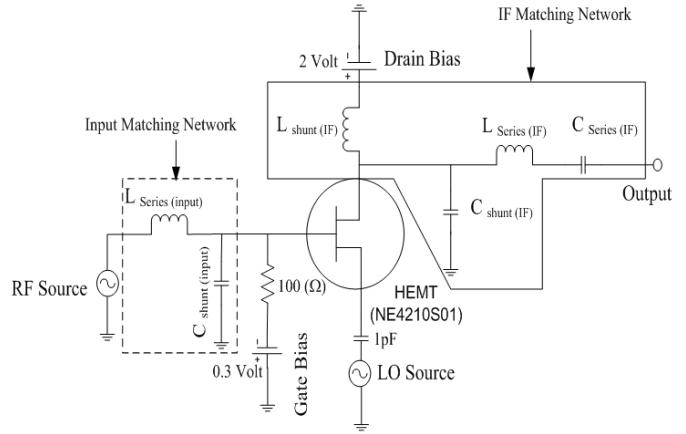 IF Matching Network
2 Volt
Drain Bias
-
+
Input Matching Network
L shunt (IF)
L Series(IF)
C Series(IF)
L Series (input)
Output
C shunt (IF)
RF Source
C shunt (input)
100 (Ω)
HEMT
(NE4210S01)
-
+
0.3 Volt
Gate Bias
1pF
LO Source